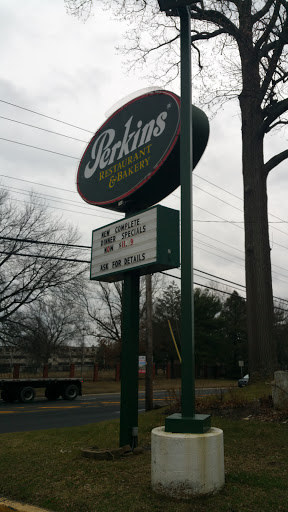 Perkins
RESTAURANT
& BAKERY
NEW COMPLETE
DINNER SPECIALS
NOW
ASK FOR DETAILS